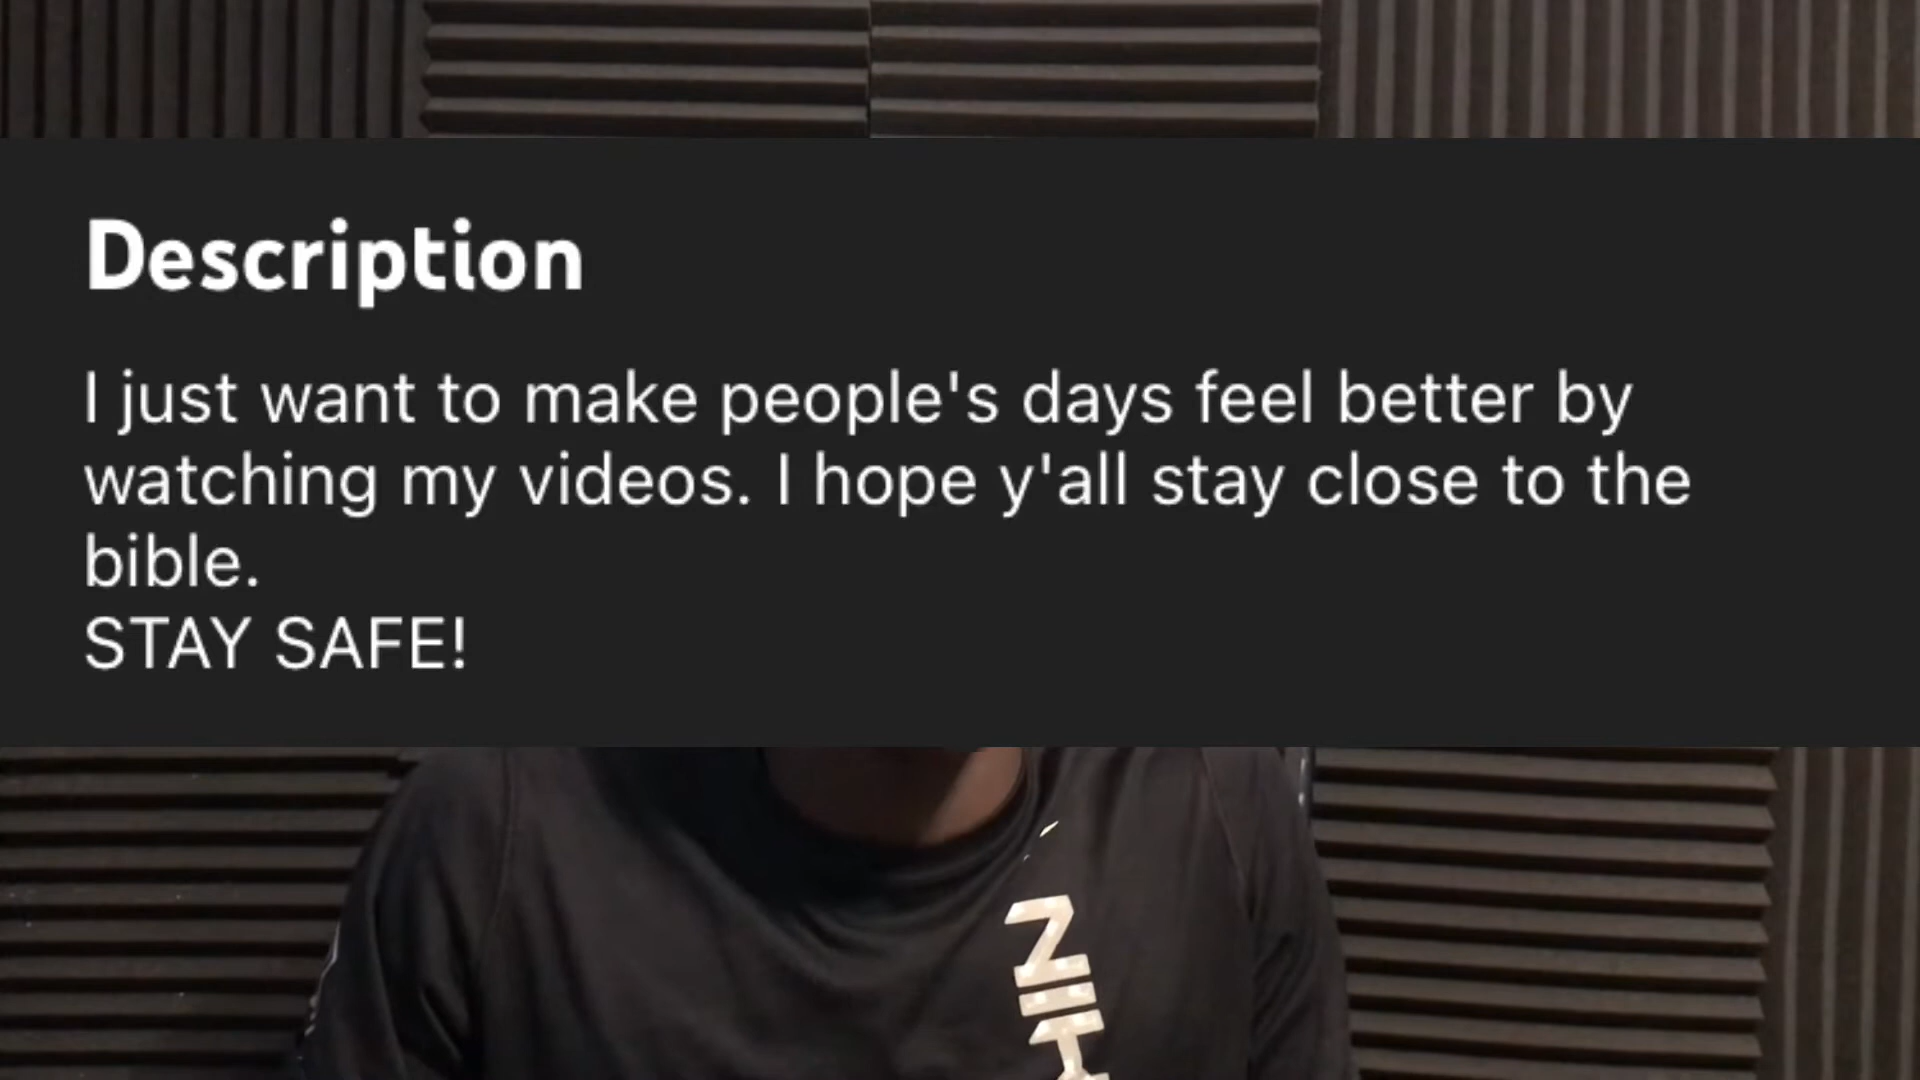 Description
I just want to make people's days feel better by
watching my videos. I hope y'all stay close to the
bible.
STAY SAFE!